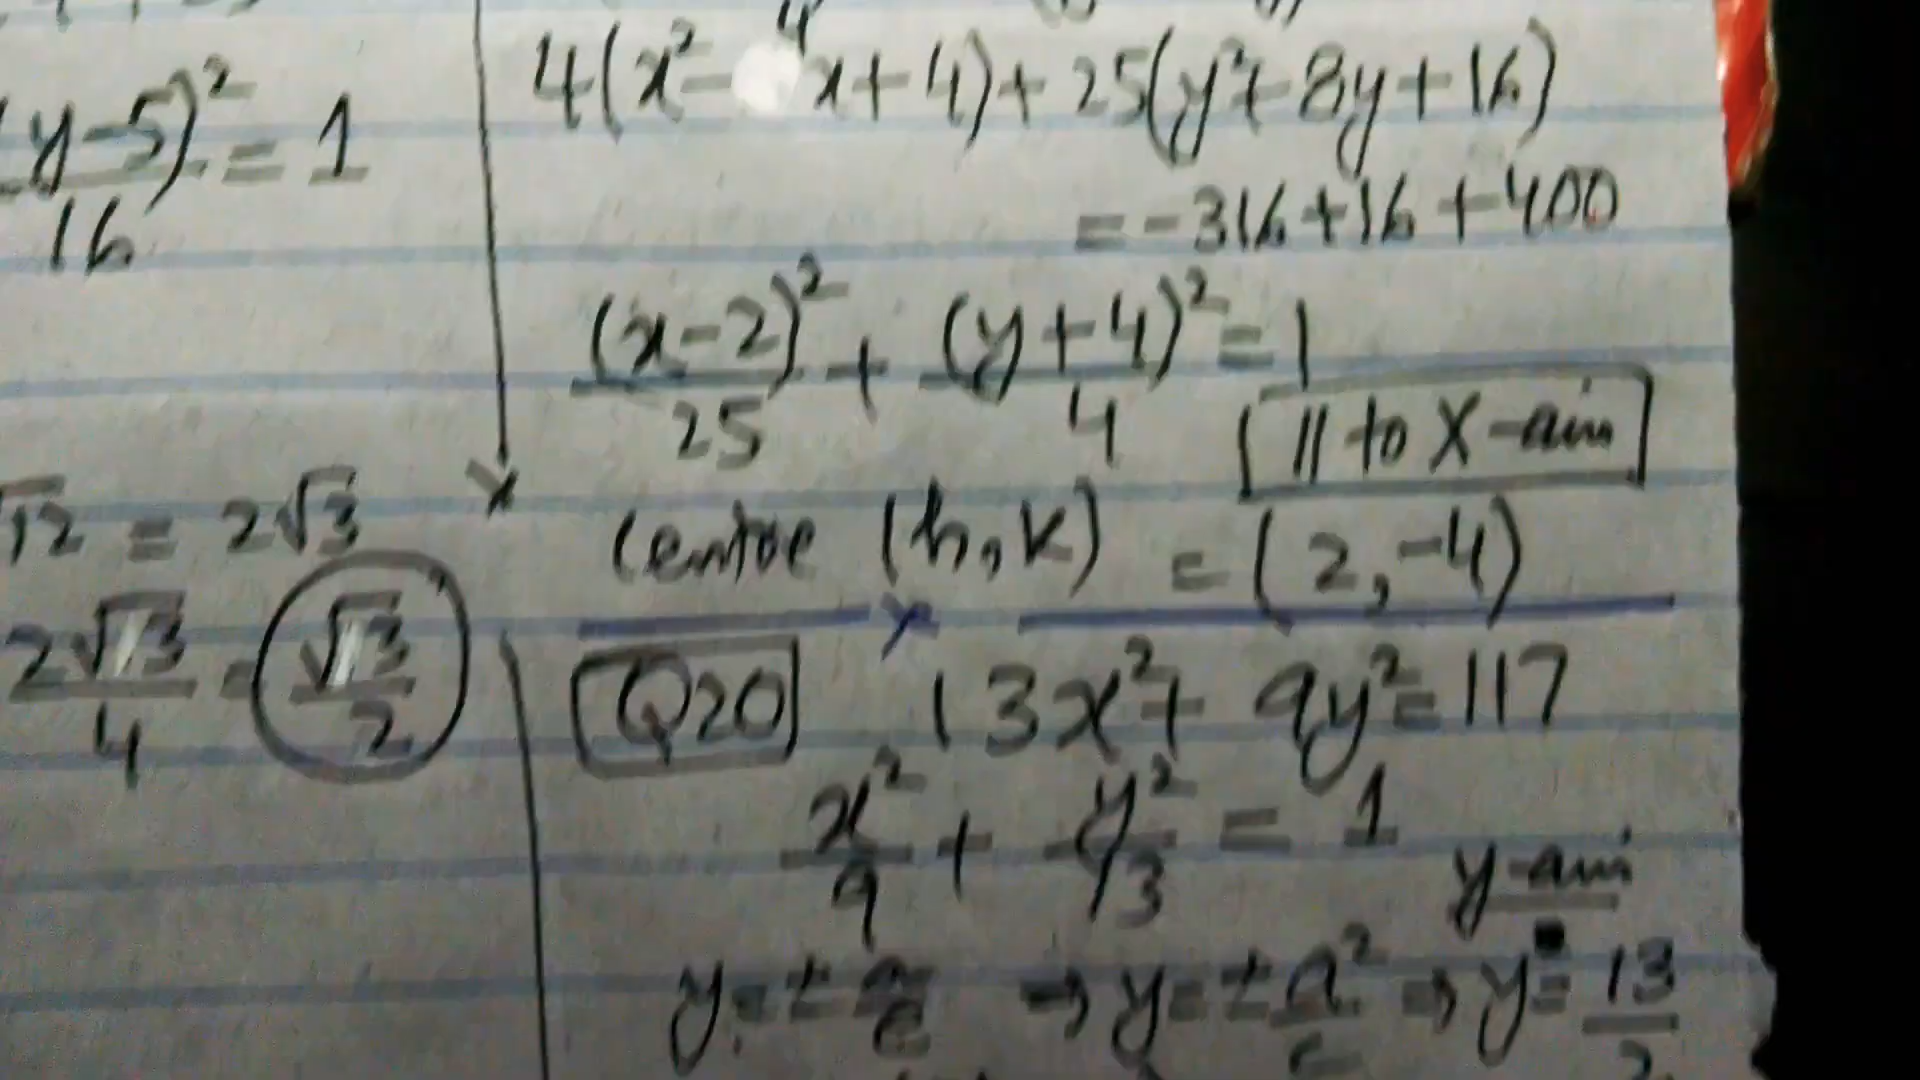 (y-5)² = 1
16
√12 = 2√3
2√3/4 = √3/2
4(x² - 4x + 4) + 25(y² + 8y + 16)
= -316 + 16 + 400
(x-2)²/25 + (y+4)²/4 = 1
|| to X-axis
Centre (h, k) = (2, -4)
Q20 13x² + 9y² = 117
x²/9 + y²/13 = 1
y-axis
y = ± a/e ⇒ y = ± a²/c ⇒ y = 13/2